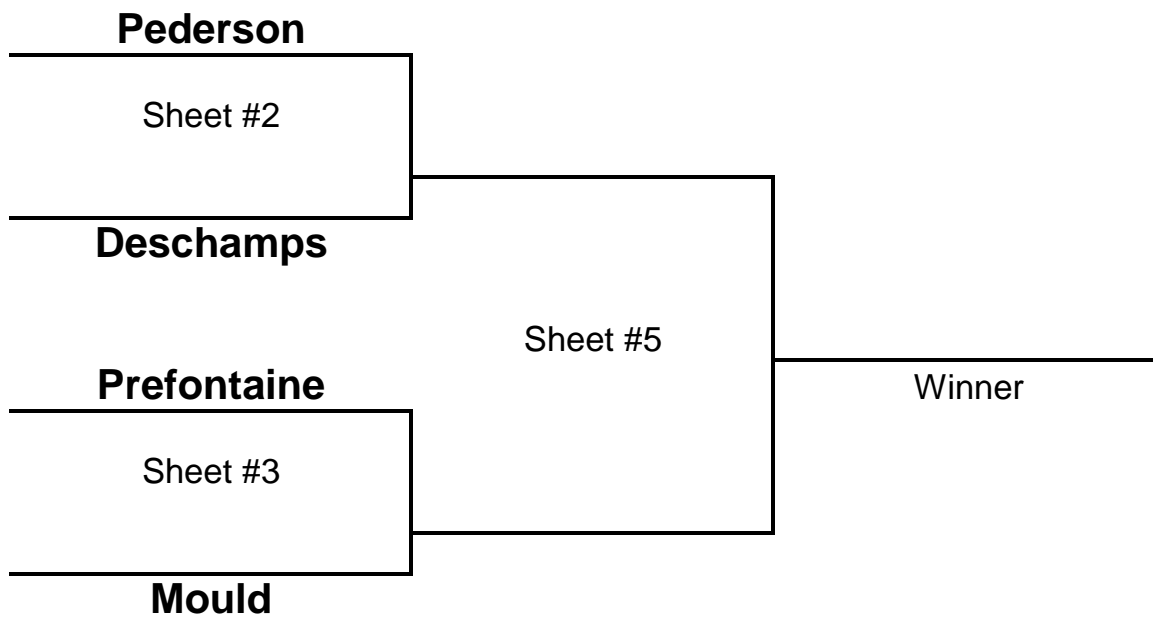 Pederson
Sheet #2
Deschamps
Sheet #5
Prefontaine
Winner
Sheet #3
Mould